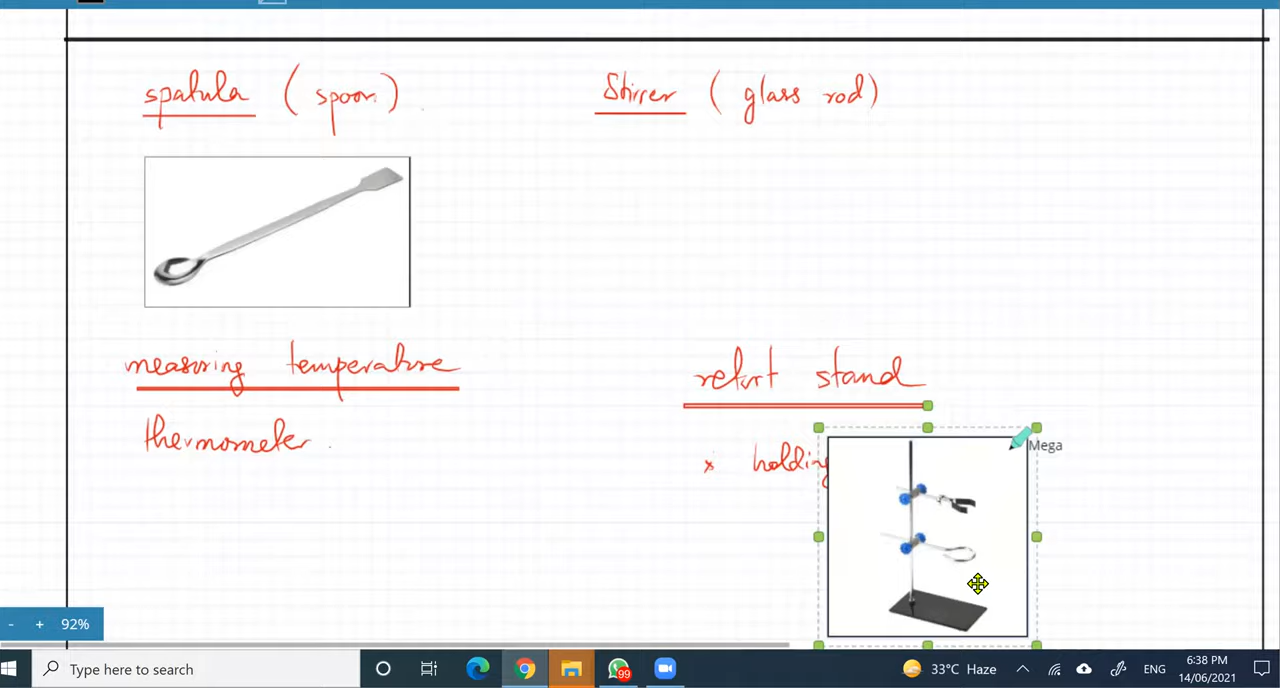 spatula ( spoon )
Stirrer ( glass rod )
measuring temperature
thermometer
retort stand
x holding
Mega
- + 92%
Type here to search
99
33°C Haze
ENG
6:38 PM
14/06/2021